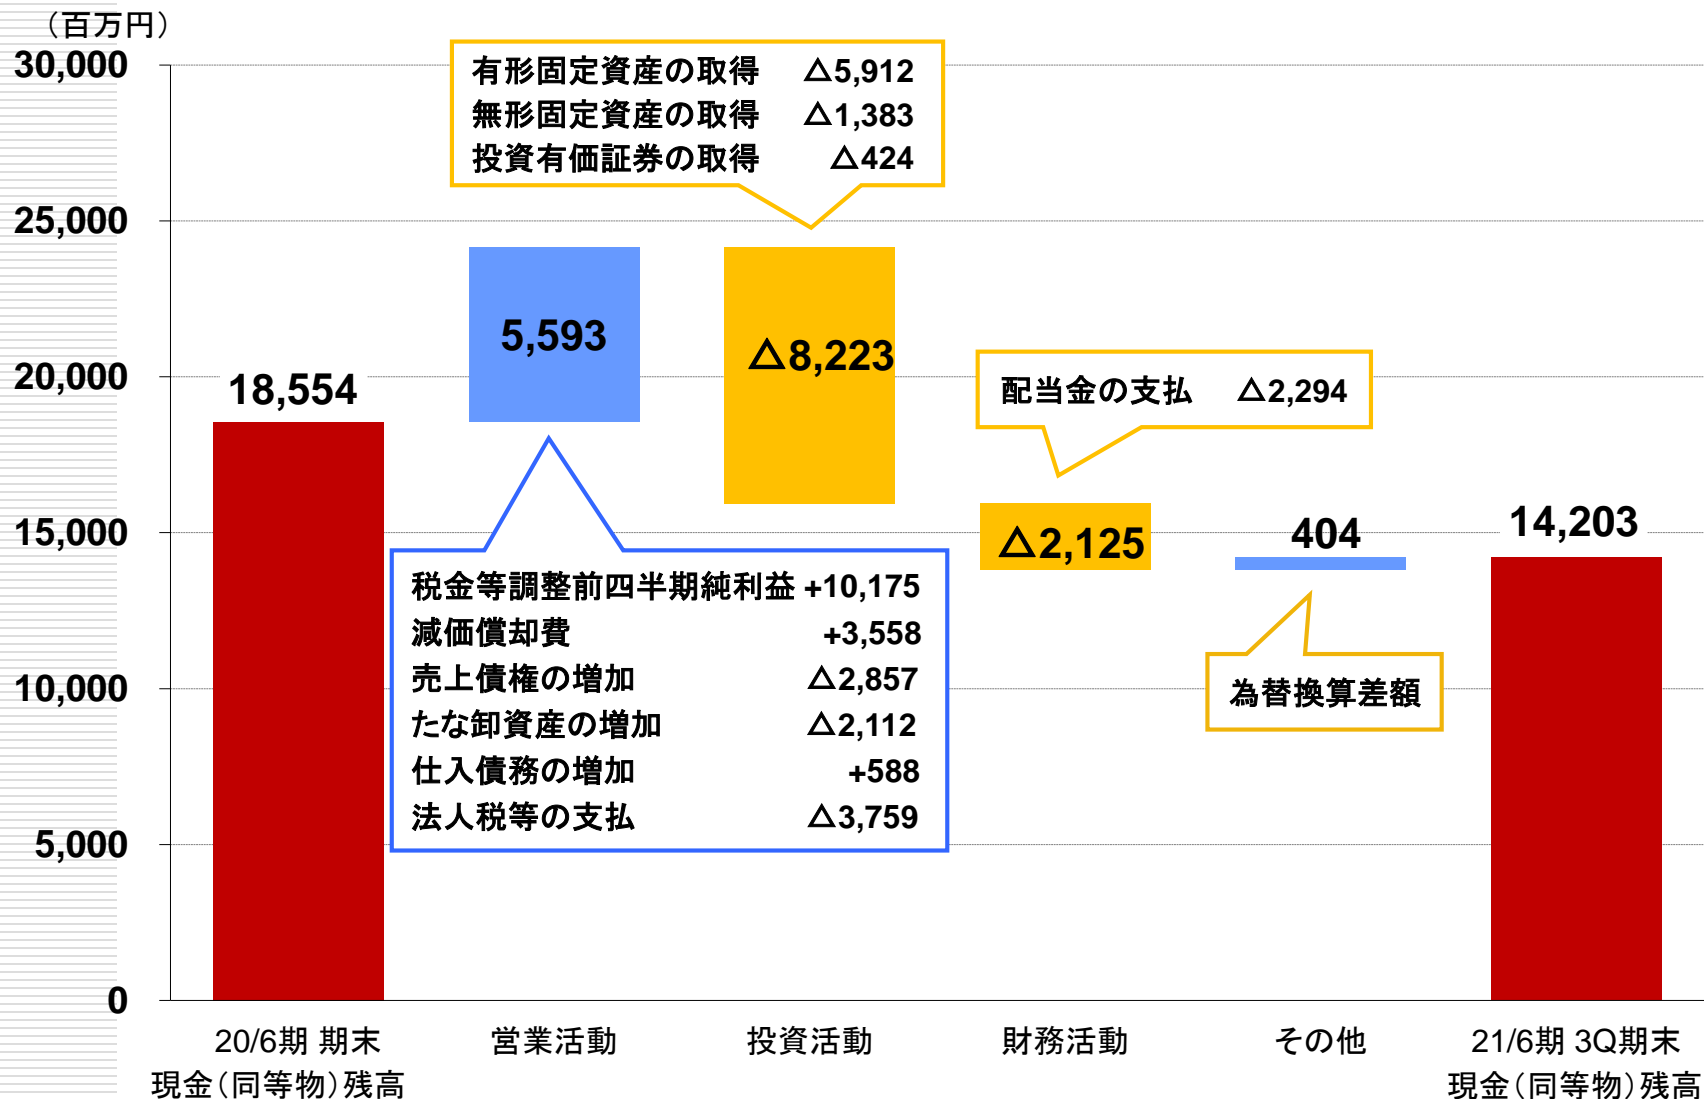 （百万円）
30,000
25,000
20,000
15,000
10,000
5,000
0
有形固定資産の取得 △5,912
無形固定資産の取得 △1,383
投資有価証券の取得 △424
18,554
5,593
△8,223
配当金の支払 △2,294
△2,125
404
14,203
税金等調整前四半期純利益 +10,175
減価償却費 +3,558
売上債権の増加 △2,857
たな卸資産の増加 △2,112
仕入債務の増加 +588
法人税等の支払 △3,759
為替換算差額
20/6期 期末
現金（同等物）残高
営業活動
投資活動
財務活動
その他
21/6期 3Q期末
現金（同等物）残高